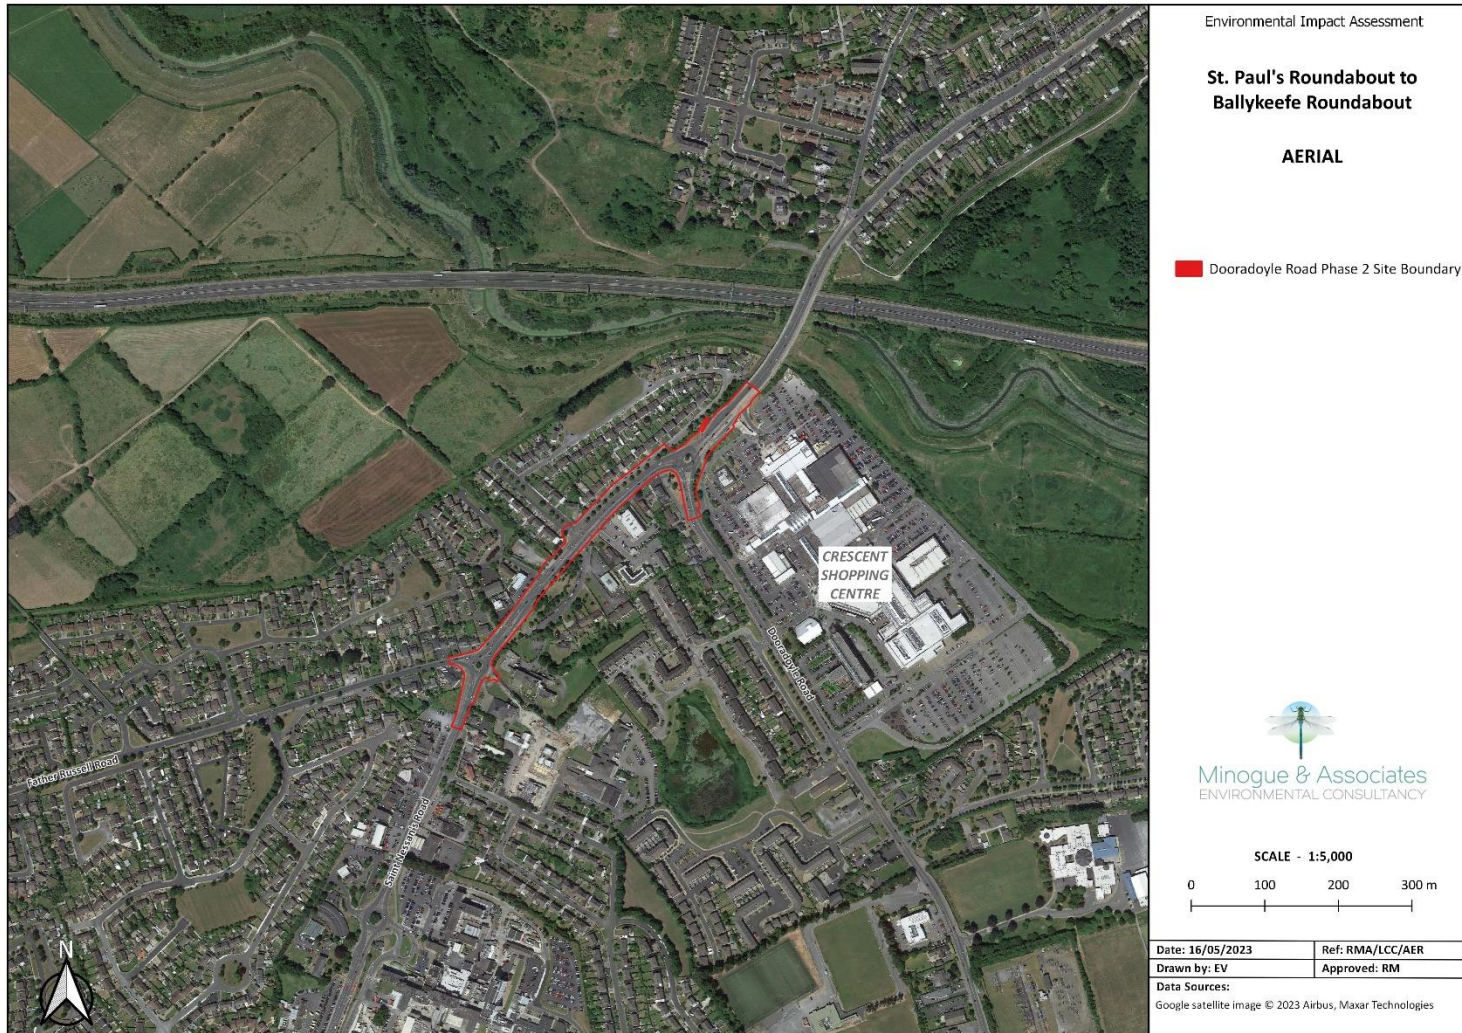 Environmental Impact Assessment
St. Paul's Roundabout to
Ballykeefe Roundabout
AERIAL
Dooradoyle Road Phase 2 Site Boundary
CRESCENT
SHOPPING
CENTRE
Dooradoyle Road
Father Russell Road
Saint Nessan's Road
N
Minogue & Associates
ENVIRONMENTAL CONSULTANCY
SCALE - 1:5,000
0 100 200 300 m
Date: 16/05/2023 Ref: RMA/LCC/AER
Drawn by: EV Approved: RM
Data Sources:
Google satellite image © 2023 Airbus, Maxar Technologies